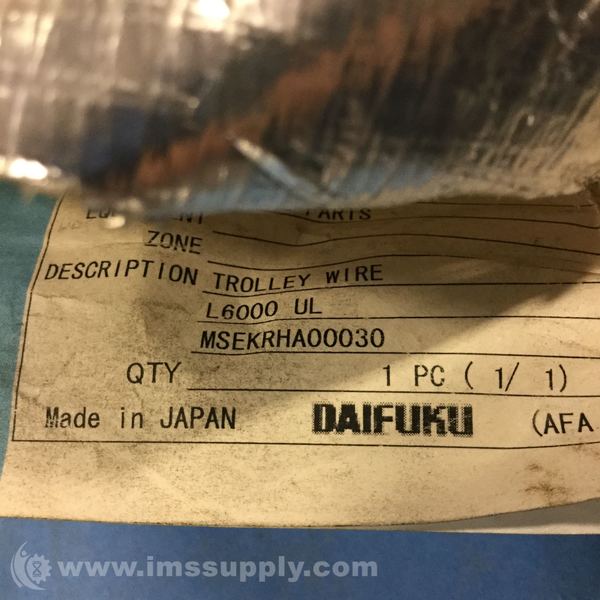 PARTS
ZONE
DESCRIPTION TROLLEY WIRE
L6000 UL
MSEKRHA00030
QTY 1 PC ( 1/ 1)
Made in JAPAN DAIFUKU (AFA
www.imssupply.com